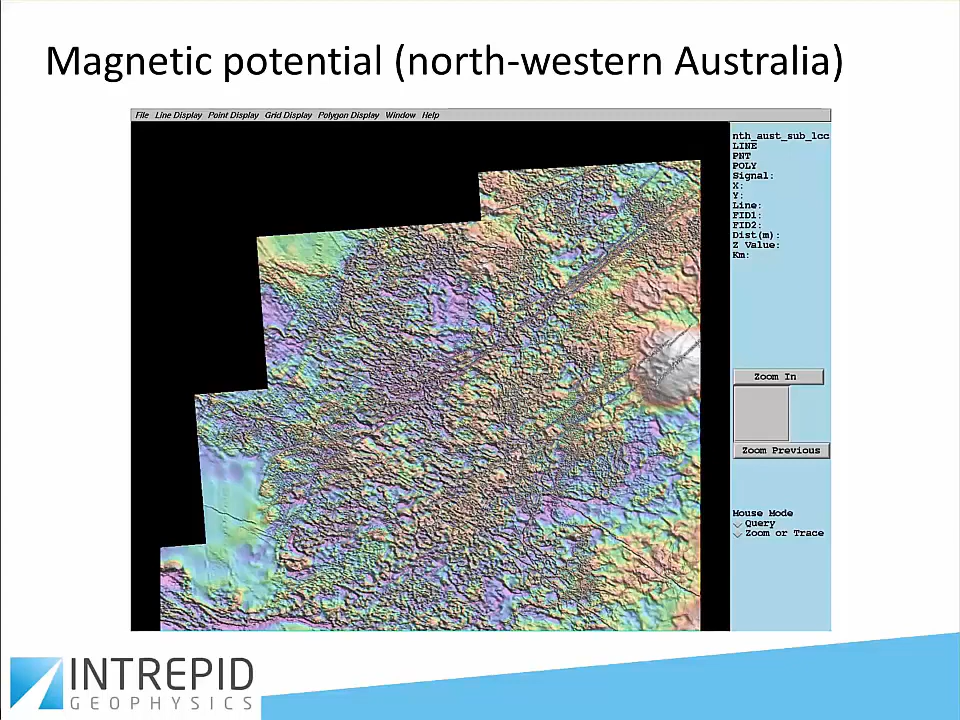 Magnetic potential (north-western Australia)
File Line Display Point Display Grid Display Polygon Display Window Help
nth_aust_sub_lcc
LINE
PNT
POLY
Signal:
X:
Y:
Line:
FID1:
FID2:
Dist(m):
Z Value:
Km:
Zoom In
Zoom Previous
Mouse Mode
Query
Zoom or Trace
INTREPID
GEOPHYSICS